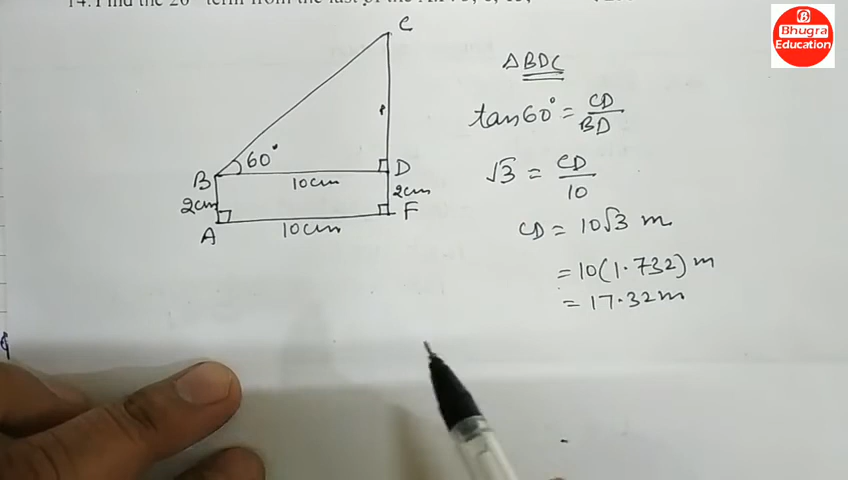 B
Bhugra
Education
C
60°
B
D
10cm
2cm
2cm
F
A
10cm
△BDC
tan60° = CD/BD
√3 = CD/10
CD = 10√3 m
= 10(1.732) m
= 17.32m